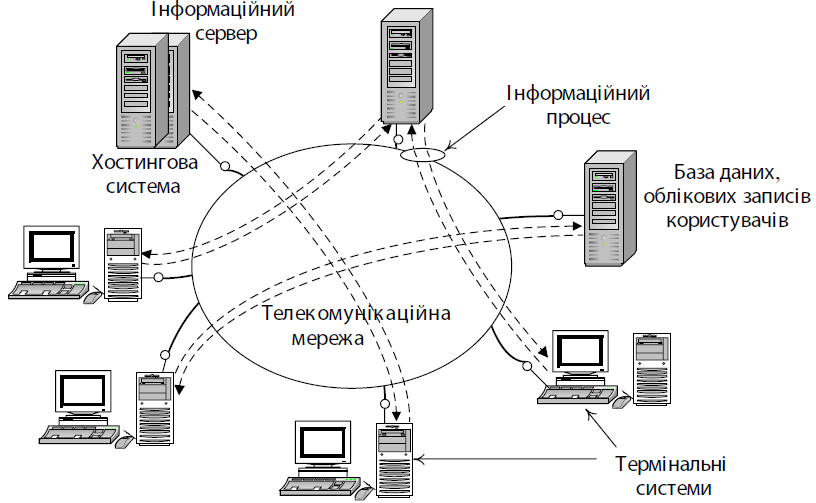 Інформаційний
сервер
Інформаційний
процес
Хостингова
система
База даних,
облікових записів
користувачів
Телекомунікаційна
мережа
Термінальні
системи